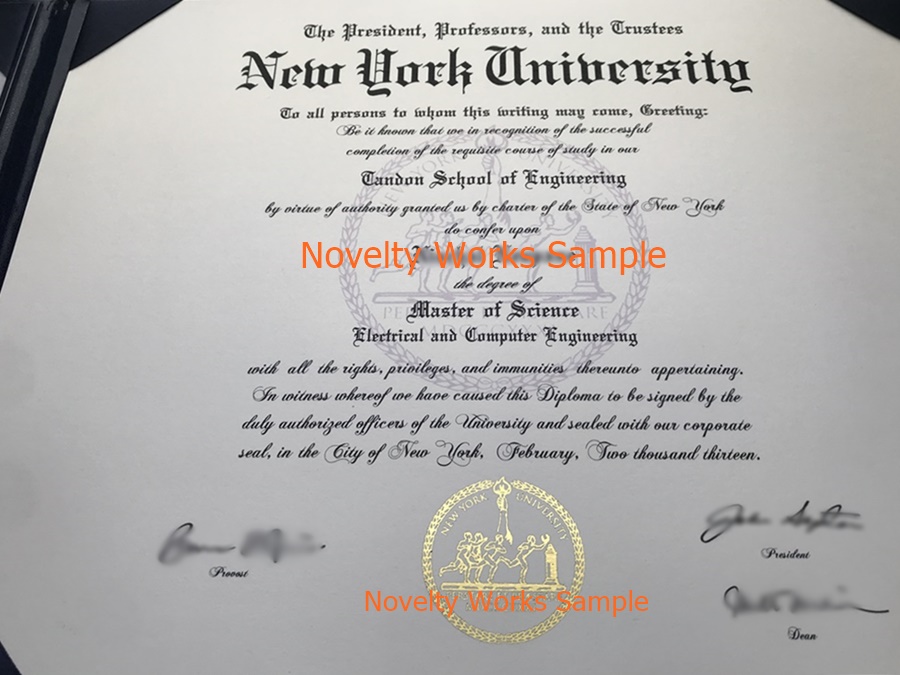 The President, Professors, and the Trustees
New York University
To all persons to whom this writing may come, Greeting:
Be it known that we in recognition of the successful
completion of the requisite course of study in our
Tandon School of Engineering
by virtue of authority granted us by charter of the State of New York
do confer upon
Novelty Works Sample
the degree of
Master of Science
Electrical and Computer Engineering
with all the rights, privileges, and immunities thereunto appertaining.
In witness whereof we have caused this Diploma to be signed by the
duly authorized officers of the University and sealed with our corporate
seal, in the City of New York, February, Two thousand thirteen.
NEW YORK UNIVERSITY
President
Provost
Novelty Works Sample
Dean